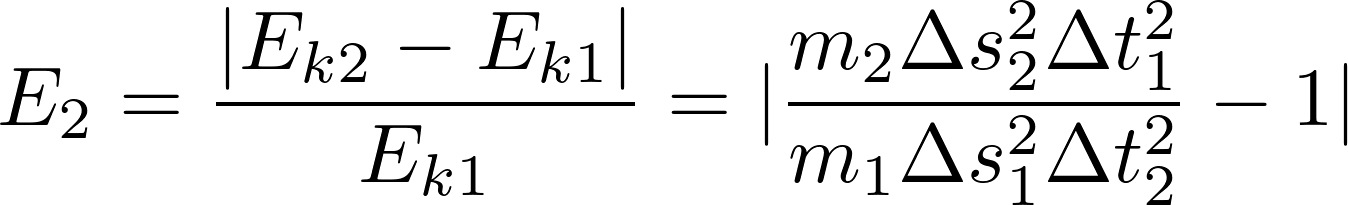 $E_2 = \frac{|E_{k2} - E_{k1}|}{E_{k1}} = |\frac{m_2 \Delta s_2^2 \Delta t_1^2}{m_1 \Delta s_1^2 \Delta t_2^2} - 1|$